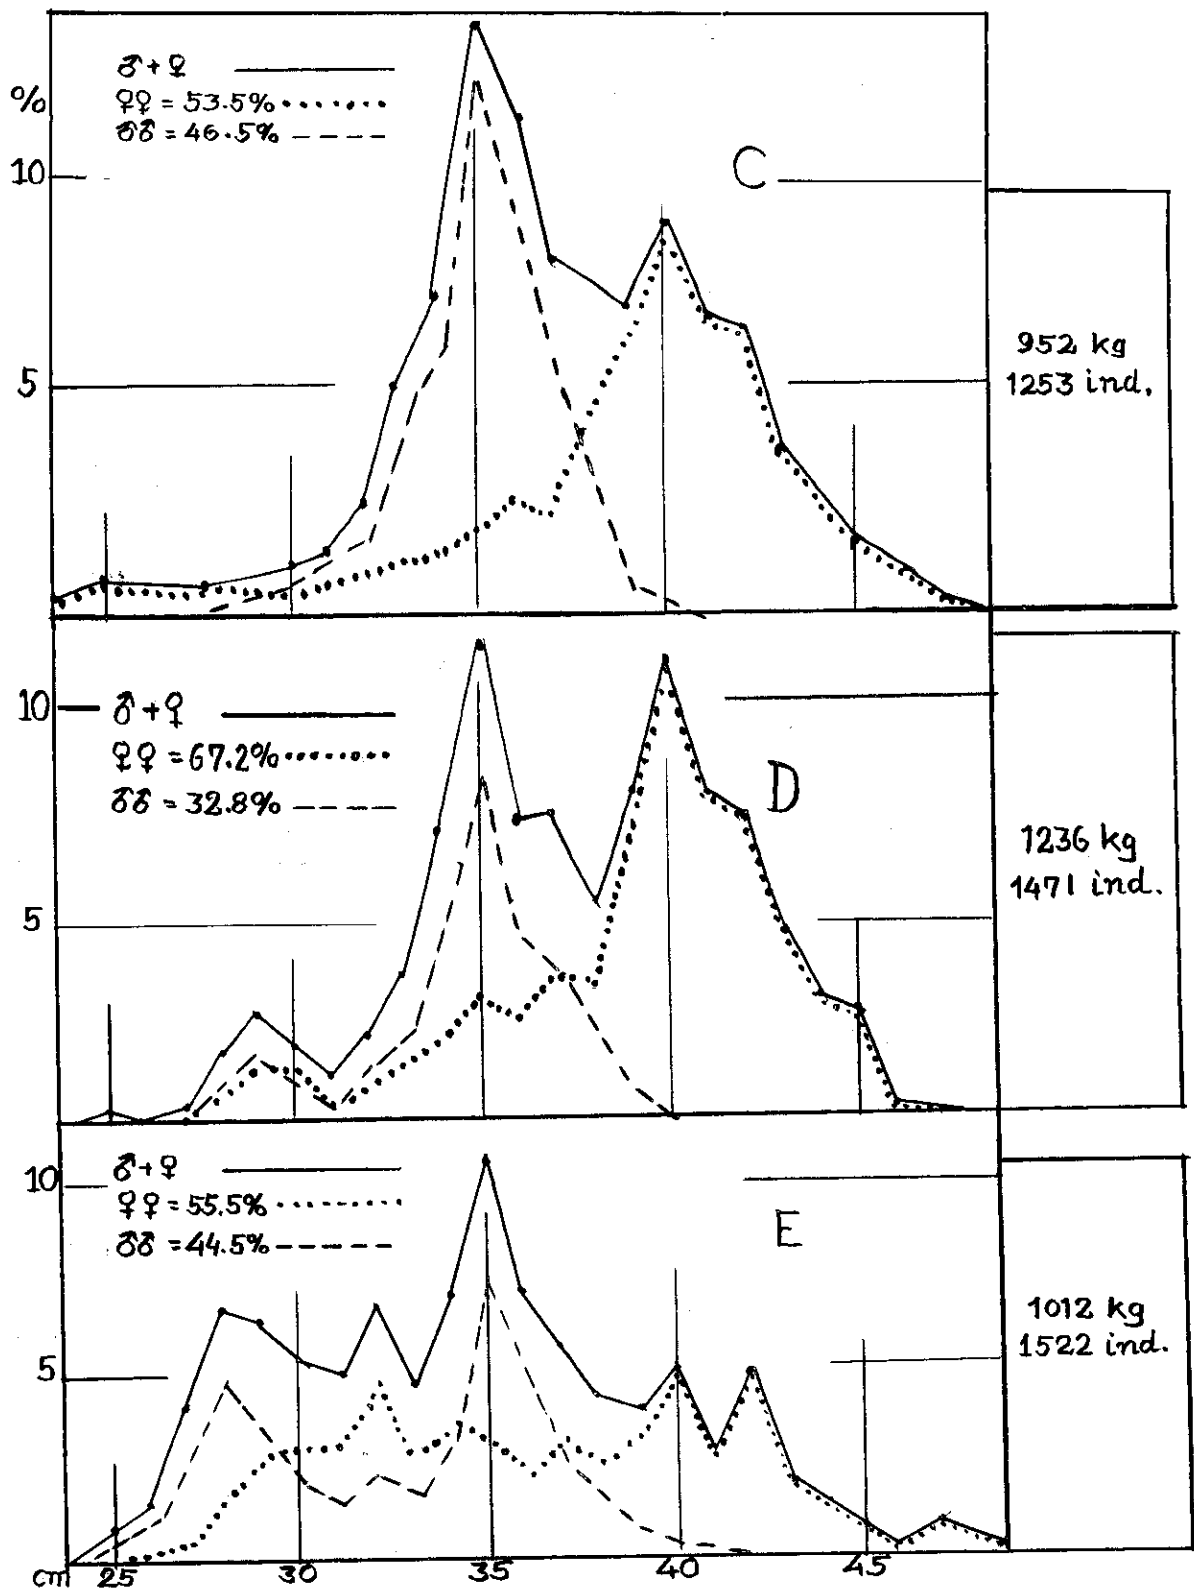 ♂+♀
%
♀♀ = 53.5%
♂♂ = 46.5%
10
C
5
952 kg
1253 ind.
10
♂+♀
♀♀ = 67.2%
♂♂ = 32.8%
D
5
1236 kg
1471 ind.
♂+♀
10
♀♀ = 55.5%
♂♂ = 44.5%
E
5
1012 kg
1522 ind.
cm 25 30 35 40 45